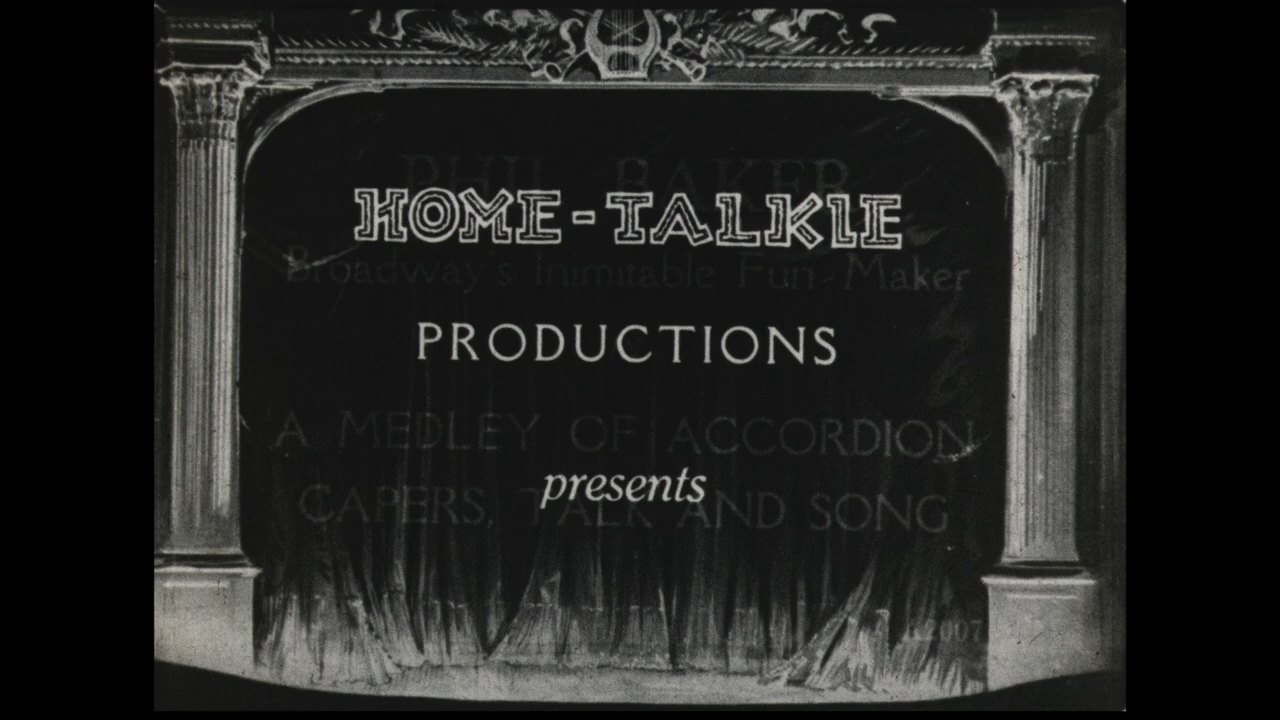 PHIL BAKER
HOME-TALKIE
Broadway's Inimitable Fun-Maker
PRODUCTIONS
A MEDLEY OF ACCORDION
presents
CAPERS, TALK AND SONG